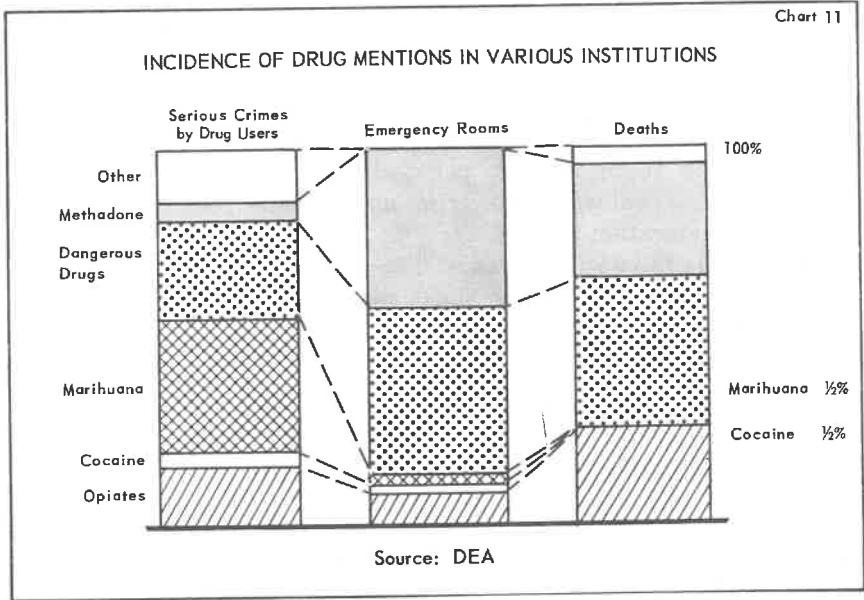 Chart 11
INCIDENCE OF DRUG MENTIONS IN VARIOUS INSTITUTIONS
Serious Crimes
by Drug Users
Emergency Rooms
Deaths
100%
Other
Methadone
Dangerous
Drugs
Marihuana
Cocaine
Opiates
Marihuana ½%
Cocaine ½%
Source: DEA